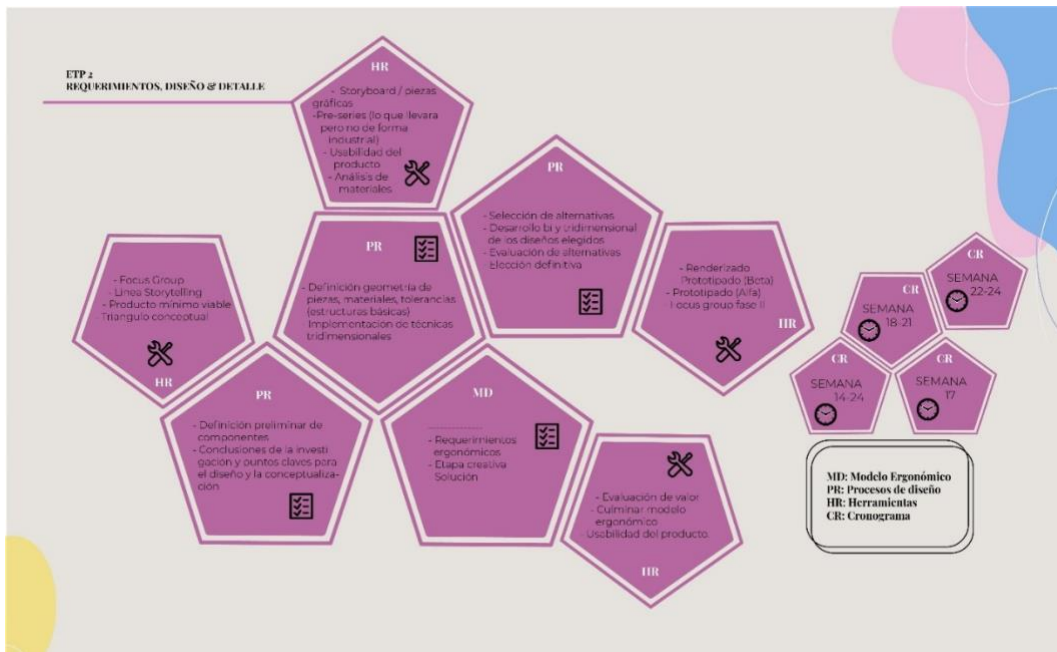 ETP 2
REQUERIMIENTOS, DISEÑO & DETALLE
HR
- Storyboard / piezas
gráficas
-Pre-series (lo que llevara
pero no de forma
industrial)
- Usabilidad del
producto
- Análisis de
materiales
PR
- Selección de alternativas
- Desarrollo bi y tridimensional
de los diseños elegidos
- Evaluación de alternativas
- Elección definitiva
- Focus Group
- Linea Storytelling
- Producto mínimo viable
- Triangulo conceptual
HR
PR
- Definición geometría de
piezas, materiales, tolerancias
(estructuras básicas)
- Implementación de técnicas
tridimensionales
- Renderizado
Prototipado (Beta)
- Prototipado (Alfa)
- Focus group fase II
HR
PR
- Definición preliminar de
componentes
- Conclusiones de la investi
gación y puntos claves para
el diseño y la conceptualiza-
ción
MD
--------------
- Requerimientos
ergonómicos
- Etapa creativa
Solución
- Evaluación de valor
- Culminar modelo
ergonómico
- Usabilidad del producto.
HR
CR
SEMANA
22-24
CR
SEMANA
18-21
CR
SEMANA
14-24
CR
SEMANA
17
MD: Modelo Ergonómico
PR: Procesos de diseño
HR: Herramientas
CR: Cronograma